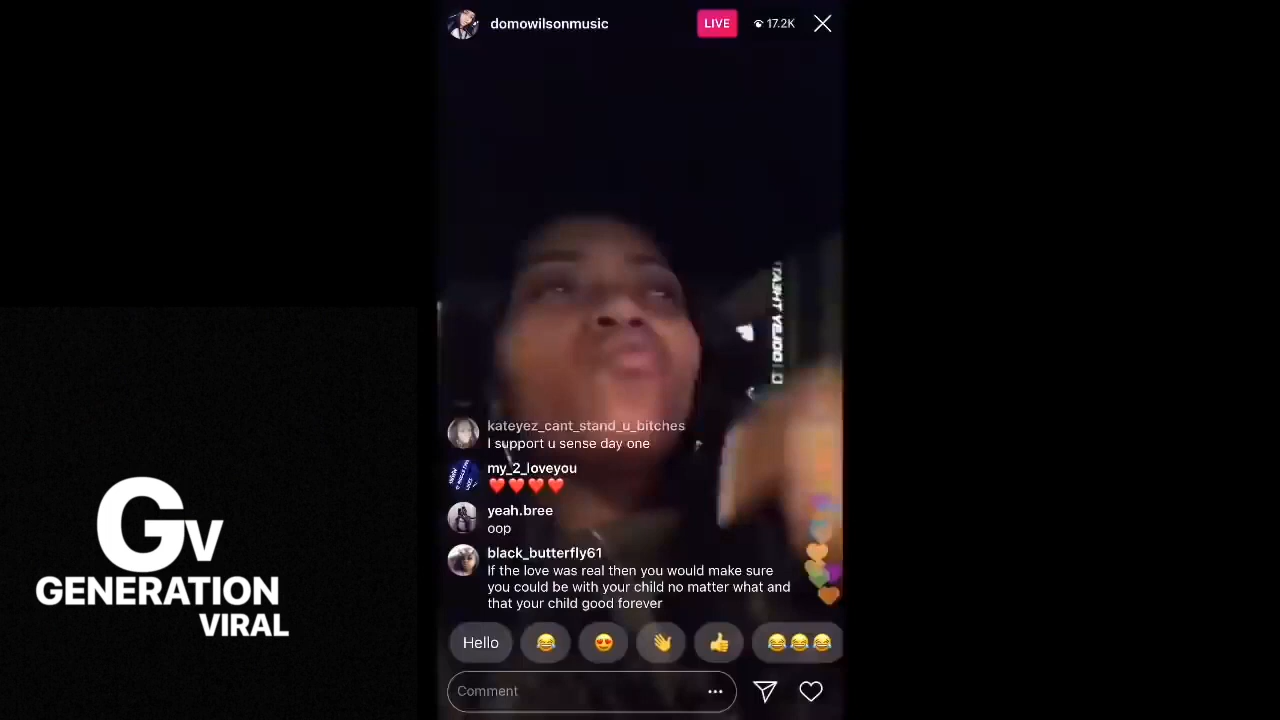 domowilsonmusic
LIVE
17.2K
kateyez_cant_stand_u_bitches
I support u sense day one
my_2_loveyou
❤️❤️❤️❤️
yeah.bree
oop
black_butterfly61
If the love was real then you would make sure
you could be with your child no matter what and
that your child good forever
Hello
😂
😍
👋
👍
😂😂😂
Comment
GV
GENERATION
VIRAL